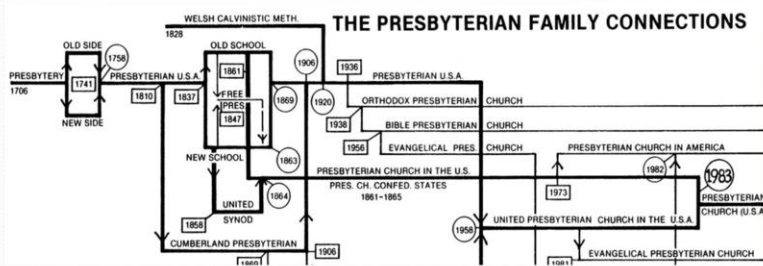 THE PRESBYTERIAN FAMILY CONNECTIONS
WELSH CALVINISTIC METH.
1828
OLD SIDE
1758
OLD SCHOOL
1906
1861
1936
PRESBYTERY
1741
PRESBYTERIAN U.S.A.
PRESBYTERIAN U.S.A.
1706
1810
1837
FREE
PRES.
1869
1920
ORTHODOX PRESBYTERIAN CHURCH
NEW SIDE
1847
1938
BIBLE PRESBYTERIAN CHURCH
1956
EVANGELICAL PRES. CHURCH
PRESBYTERIAN CHURCH IN AMERICA
NEW SCHOOL
1863
1982
1983
PRESBYTERIAN CHURCH IN THE U.S.
PRES. CH. CONFED. STATES
1861-1865
1864
1973
PRESBYTERIAN
CHURCH (U.S.A
UNITED
SYNOD
1858
1958
UNITED PRESBYTERIAN CHURCH IN THE U.S.A.
CUMBERLAND PRESBYTERIAN
1906
EVANGELICAL PRESBYTERIAN CHURCH
1981